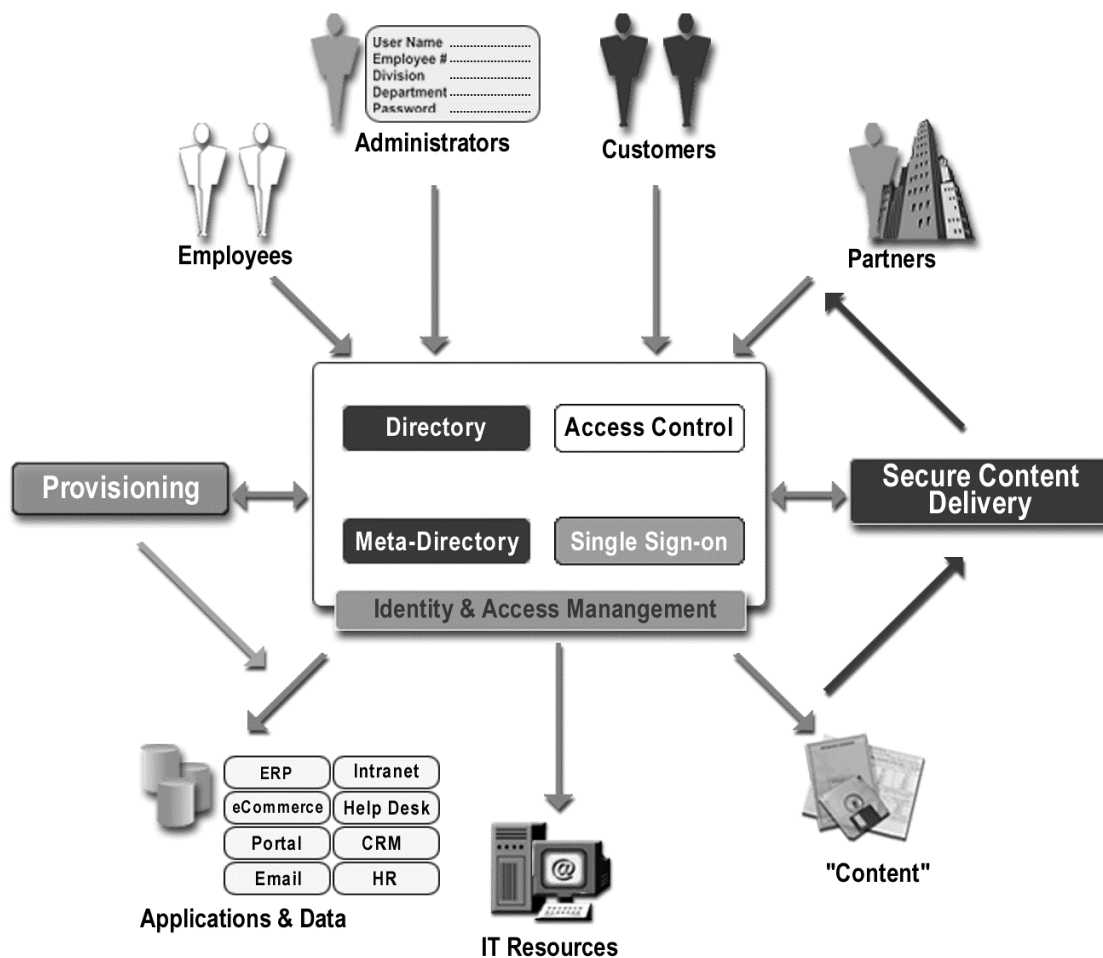 User Name ..................
Employee # ..................
Division ..................
Department ..................
Password ..................
Administrators
Customers
Employees
Partners
Directory
Access Control
Provisioning
Secure Content
Delivery
Meta-Directory
Single Sign-on
Identity & Access Manangement
ERP
Intranet
eCommerce
Help Desk
Portal
CRM
Email
HR
Applications & Data
@
IT Resources
"Content"